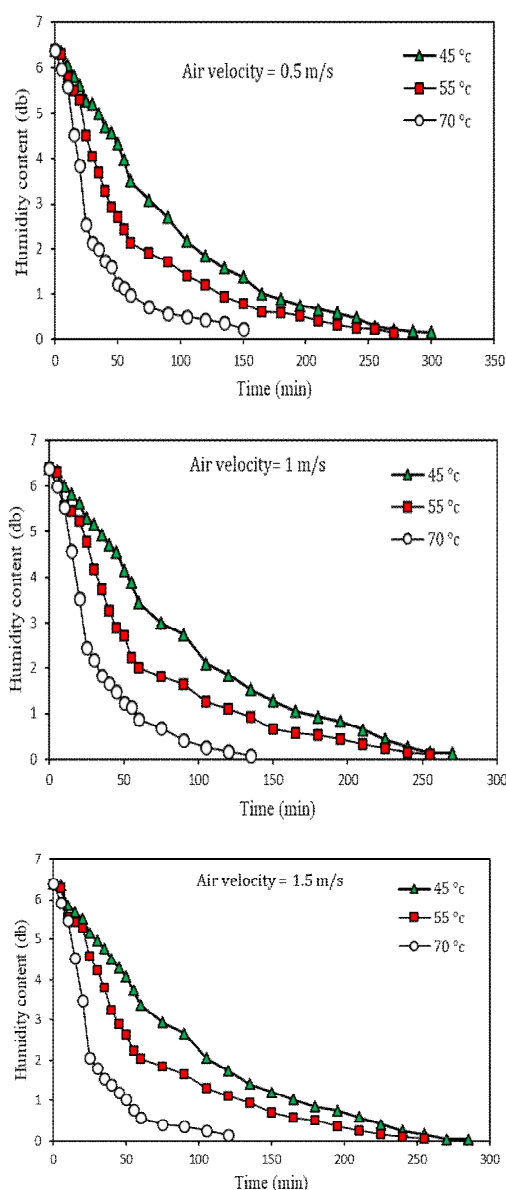 7
6
5
4
3
2
1
0
Humidity content (db)
Air velocity = 0.5 m/s
45 °c
55 °c
70 °c
0 50 100 150 200 250 300 350
Time (min)
7
6
5
4
3
2
1
0
Humidity content (db)
Air velocity= 1 m/s
45 °c
55 °c
70 °c
0 50 100 150 200 250 300
Time (min)
7
6
5
4
3
2
1
0
Humidity content (db)
Air velocity = 1.5 m/s
45 °c
55 °c
70 °c
0 50 100 150 200 250 300
Time (min)